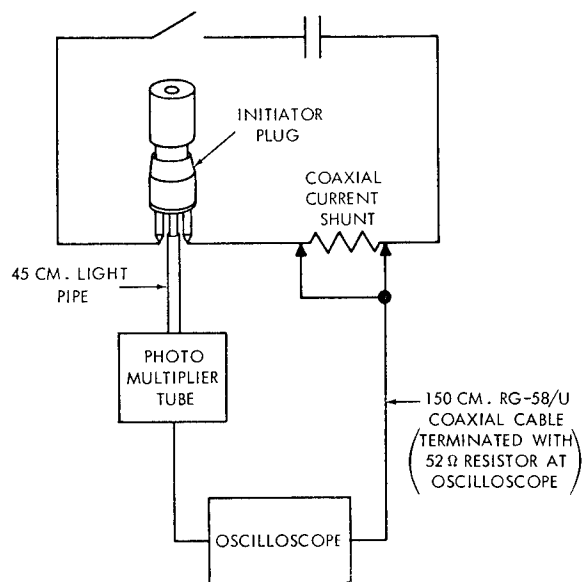 INITIATOR
PLUG
COAXIAL
CURRENT
SHUNT
45 CM. LIGHT
PIPE
PHOTO
MULTIPLIER
TUBE
150 CM. RG-58/U
COAXIAL CABLE
(TERMINATED WITH
52 Ω RESISTOR AT
OSCILLOSCOPE)
OSCILLOSCOPE